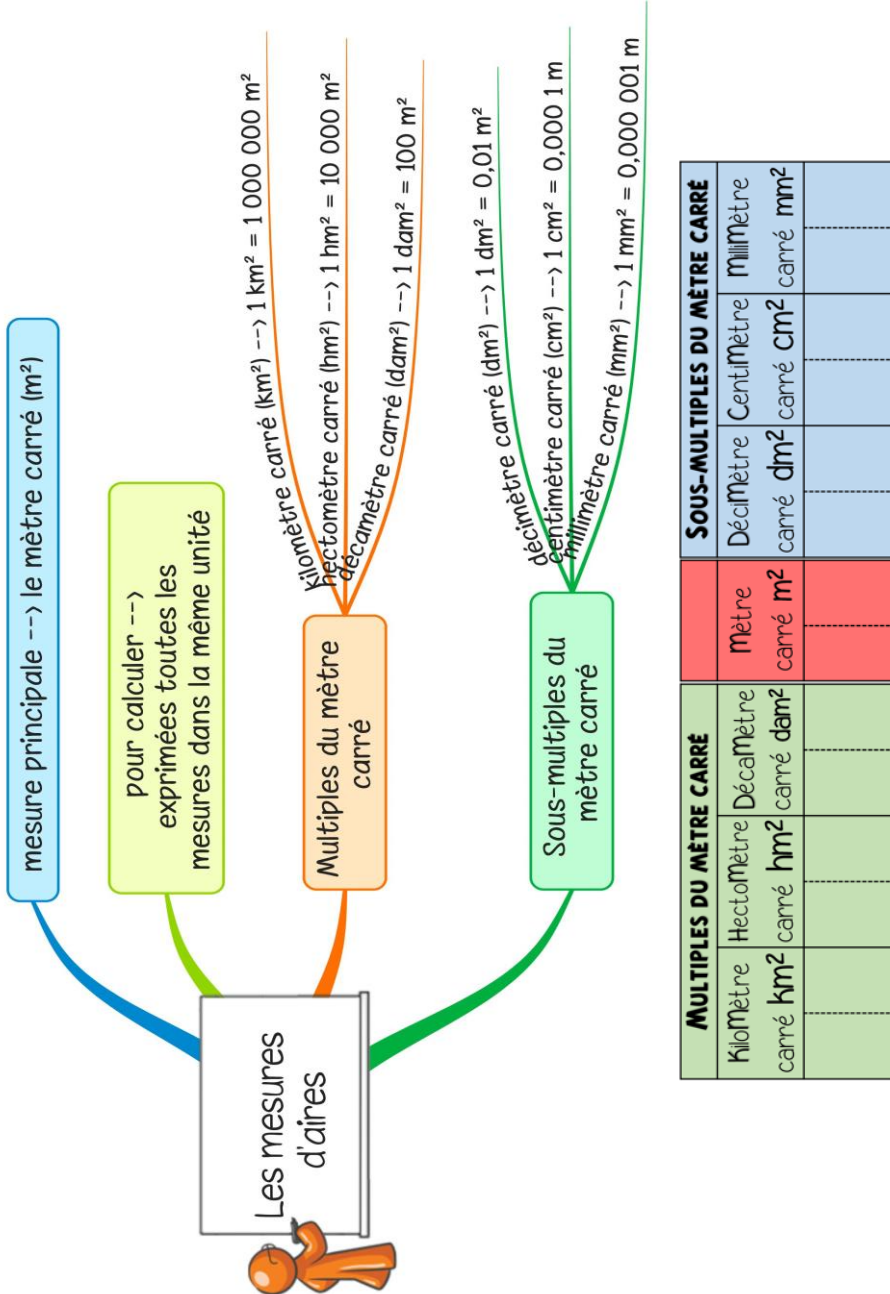 Les mesures
d'aires
mesure principale --> le mètre carré (m²)
pour calculer -->
exprimées toutes les
mesures dans la même unité
Multiples du mètre
carré
kilomètre carré (km²) --> 1 km² = 1 000 000 m²
hectomètre carré (hm²) --> 1 hm² = 10 000 m²
décamètre carré (dam²) --> 1 dam² = 100 m²
Sous-multiples du
mètre carré
décimètre carré (dm²) --> 1 dm² = 0,01 m²
centimètre carré (cm²) --> 1 cm² = 0,000 1 m
millimètre carré (mm²) --> 1 mm² = 0,000 001 m
MULTIPLES DU MÈTRE CARRÉ SOUS-MULTIPLES DU MÈTRE CARRÉ
Kilomètre Hectomètre Décamètre Mètre Décimètre Centimètre Millimètre
carré km² carré hm² carré dam² carré m² carré dm² carré cm² carré mm²